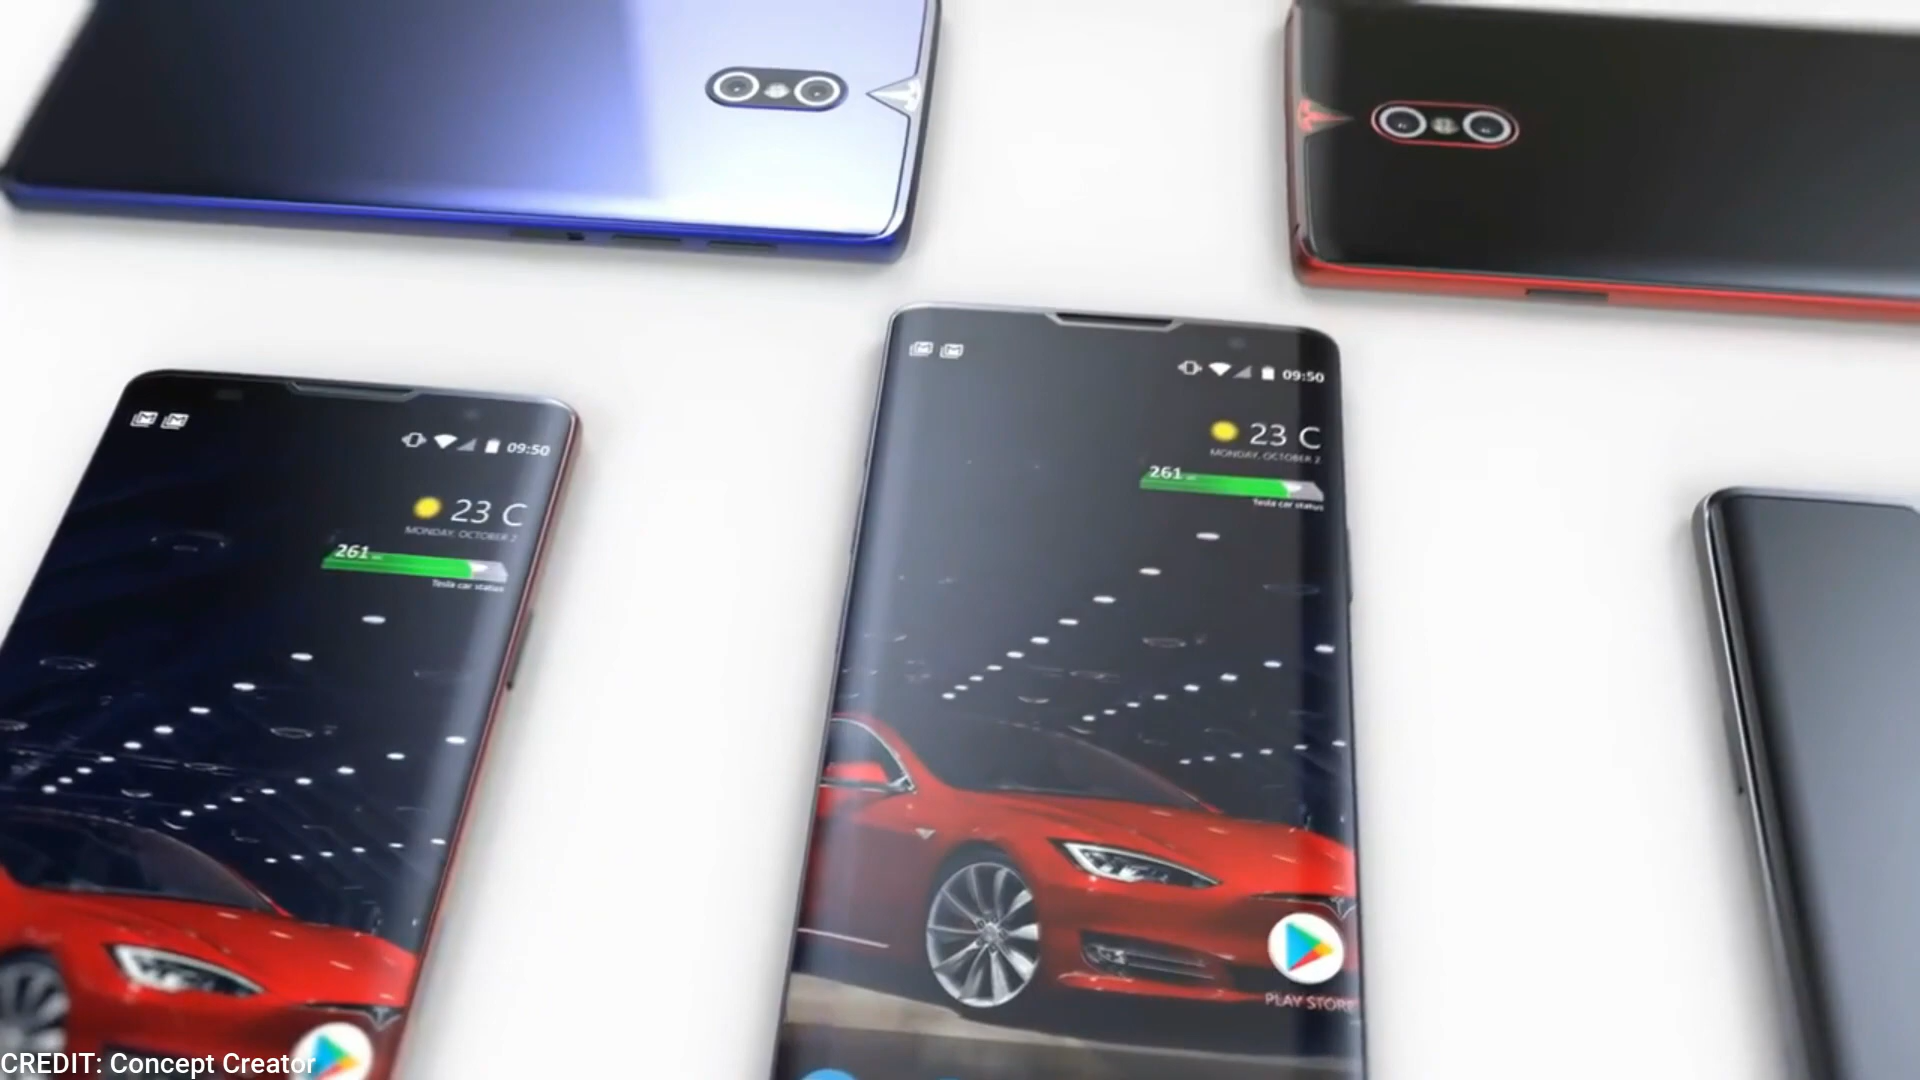 09:50
23 C
MONDAY, OCTOBER 2
261
Tesla car status
PLAY STORE
09:50
23 C
MONDAY, OCTOBER 2
261
Tesla car status
CREDIT: Concept Creator